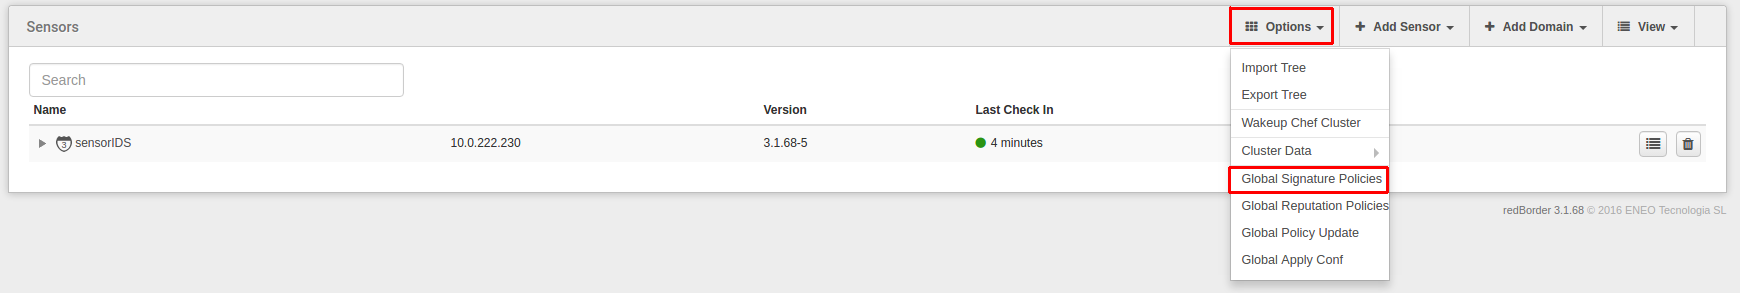 Sensors
Options
Add Sensor
Add Domain
View
Search
Import Tree
Export Tree
Name
Version
Last Check In
Wakeup Chef Cluster
3
sensorIDS
10.0.222.230
3.1.68-5
4 minutes
Cluster Data
Global Signature Policies
Global Reputation Policies
redBorder 3.1.68 © 2016 ENEO Tecnologia SL
Global Policy Update
Global Apply Conf